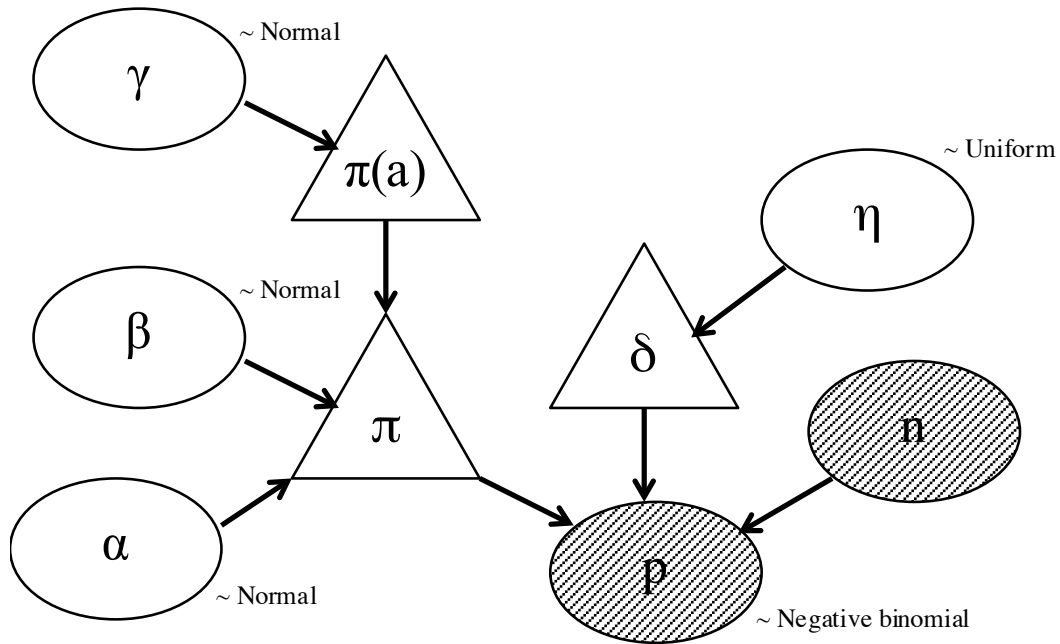 ~ Normal
γ
π(a)
~ Uniform
η
~ Normal
β
δ
π
n
α
p
~ Normal
~ Negative binomial